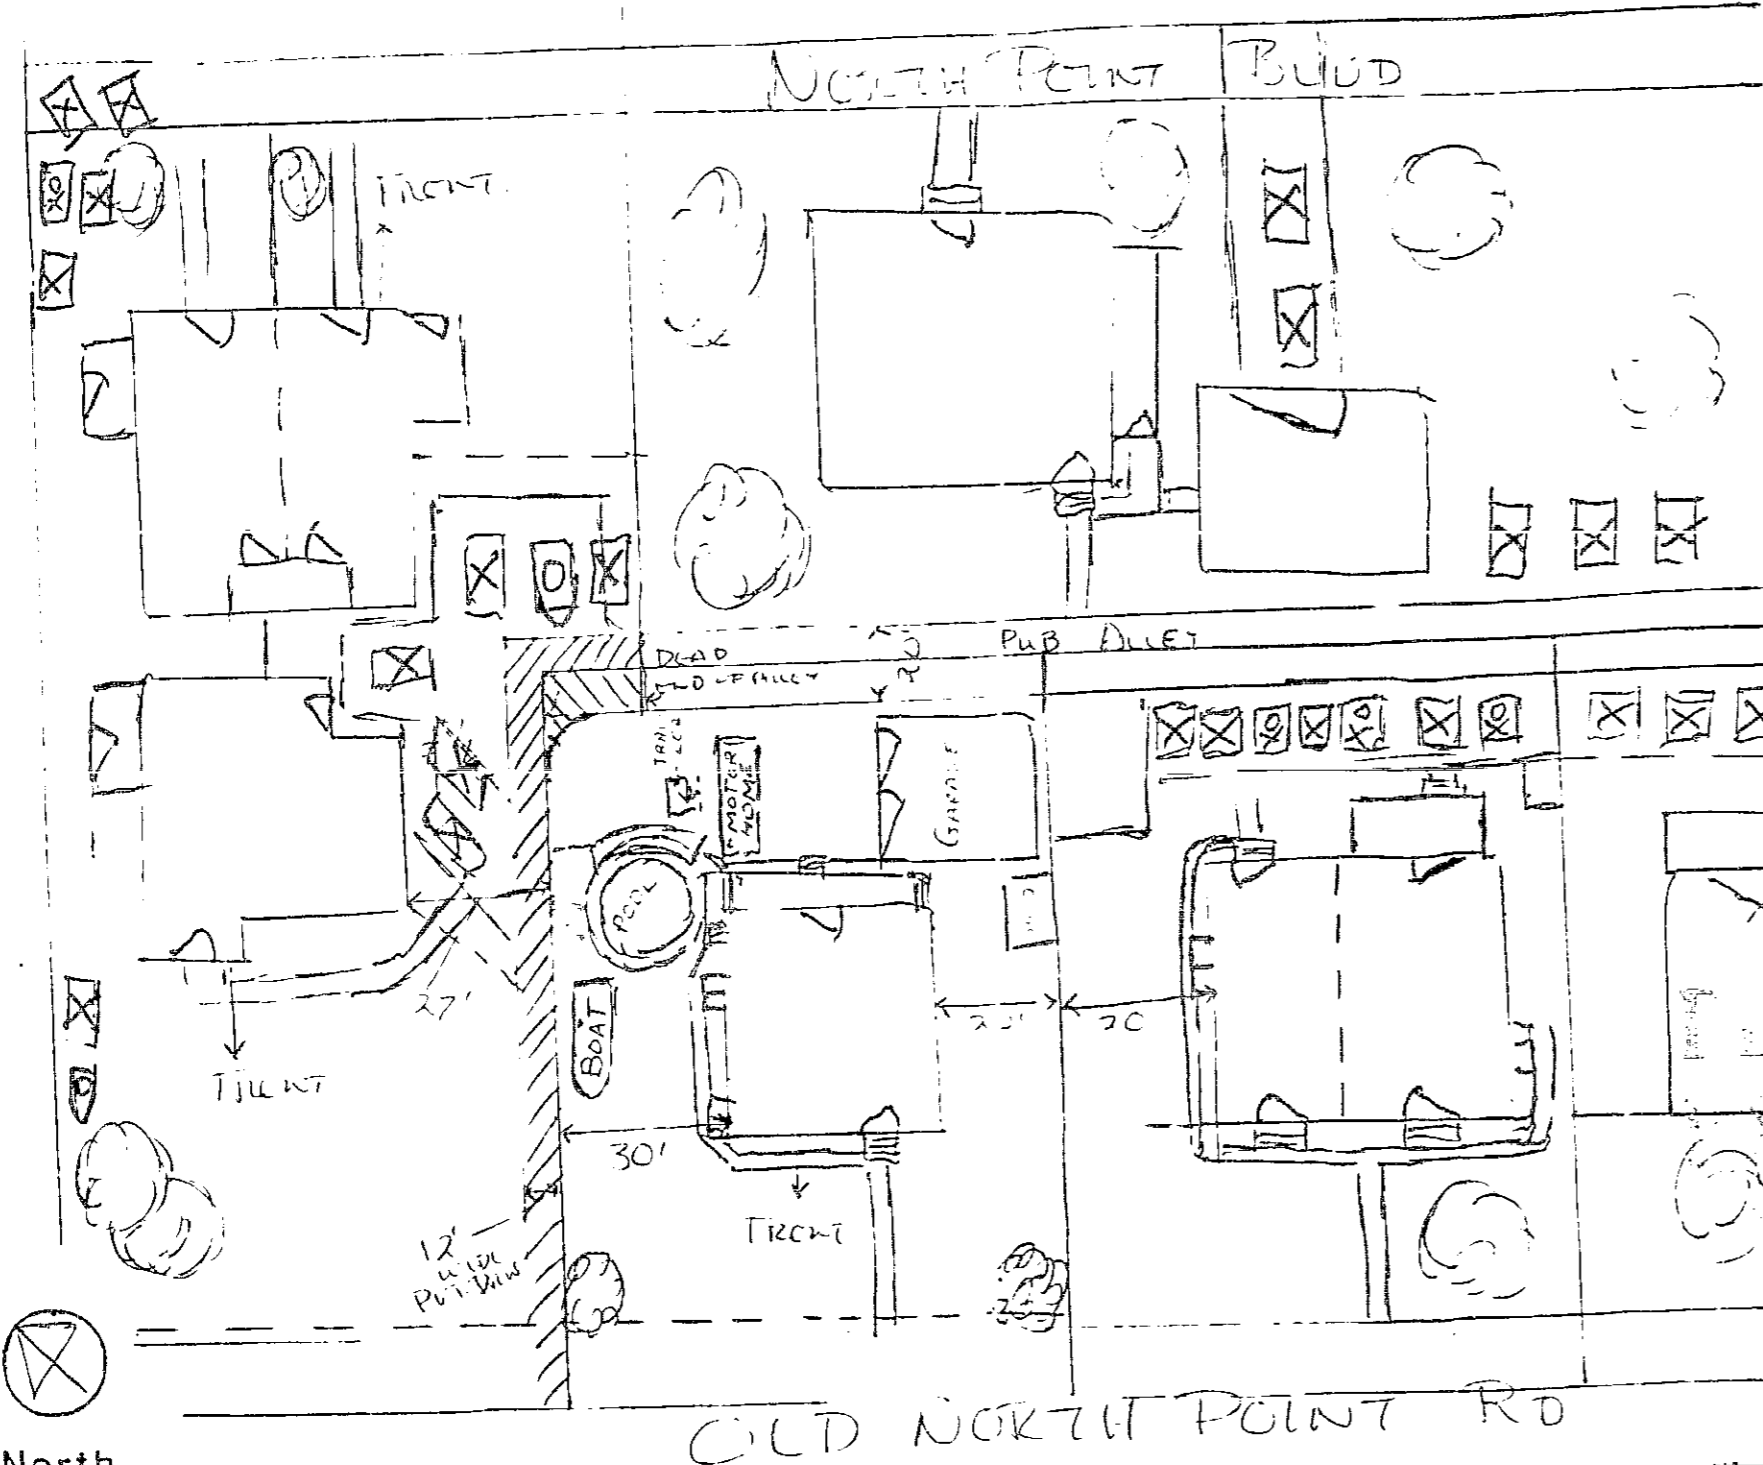 NORTH POINT BLVD
FRONT
PUB ALLEY
DEAD
END OF ALLEY
MOTOR
HOME
GARAGE
POOL
BOAT
27'
FRONT
20
30'
FRONT
12'
WIDE
OLD NORTH POINT RD
North